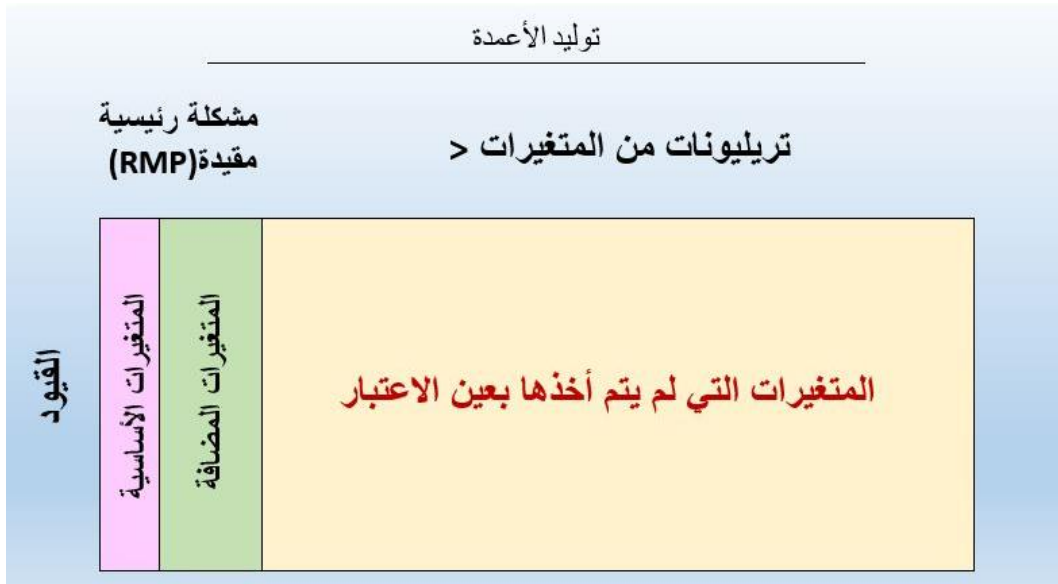 توليد الأعمدة
مشكلة رئيسية
مقيدة(RMP)
تريليونات من المتغيرات <
القيود
المتغيرات الأساسية
المتغيرات المضافة
المتغيرات التي لم يتم أخذها بعين الاعتبار